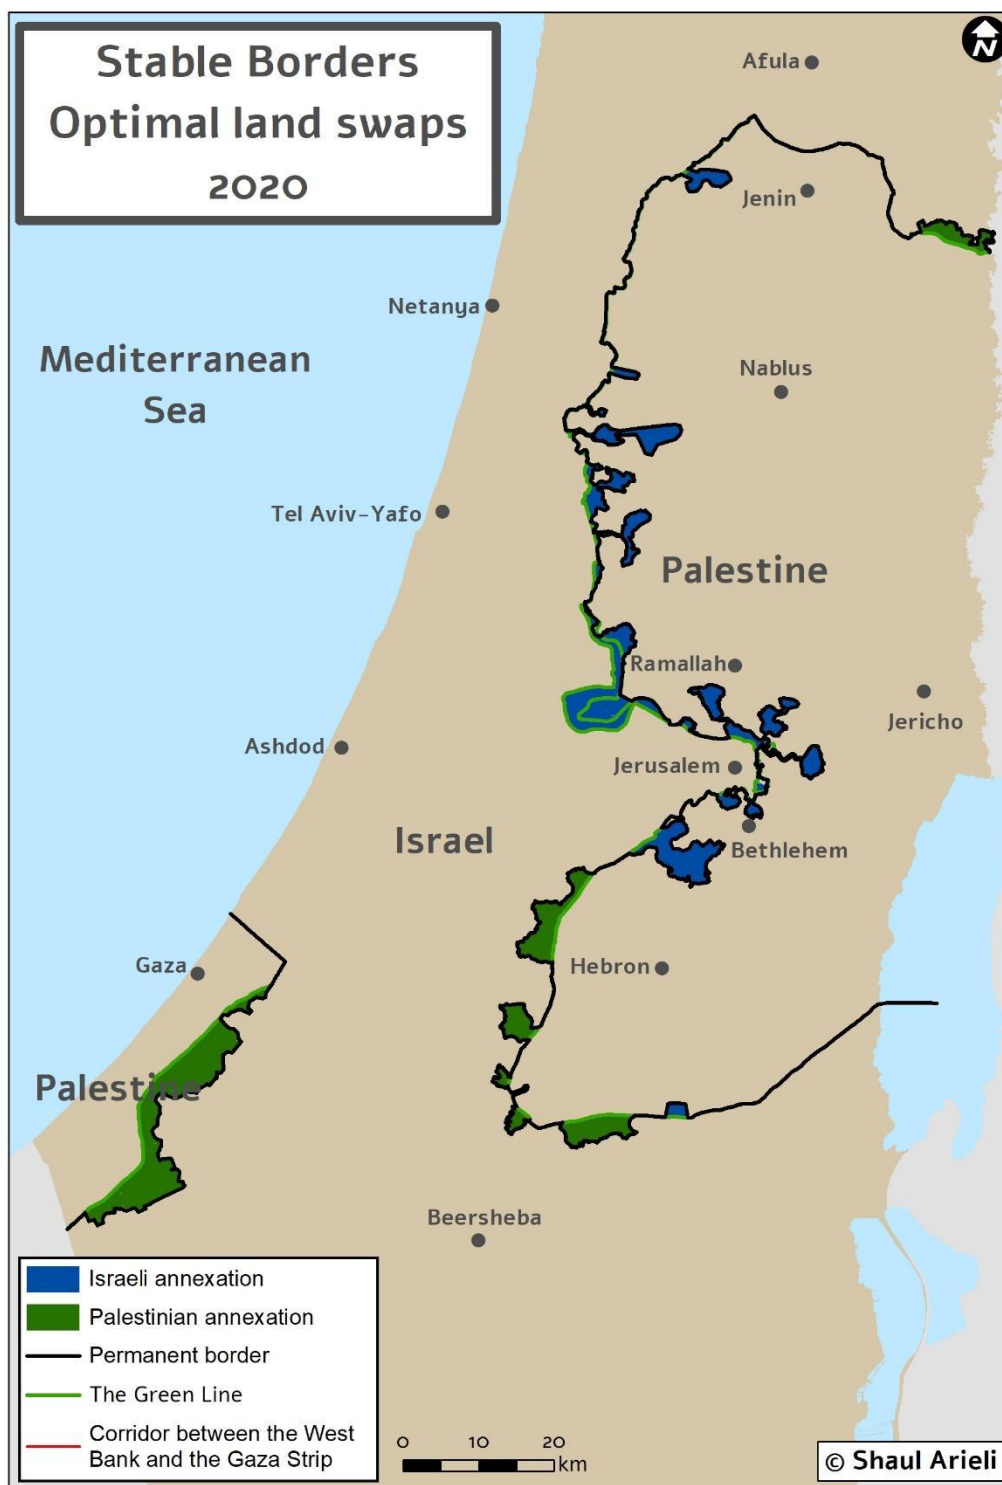 Stable Borders
Optimal land swaps
2020
N
Afula
Jenin
Netanya
Mediterranean
Sea
Nablus
Tel Aviv-Yafo
Palestine
Ramallah
Jericho
Ashdod
Jerusalem
Israel
Bethlehem
Gaza
Hebron
Palestine
Beersheba
Israeli annexation
Palestinian annexation
Permanent border
The Green Line
Corridor between the West
Bank and the Gaza Strip
0 10 20
km
© Shaul Arieli